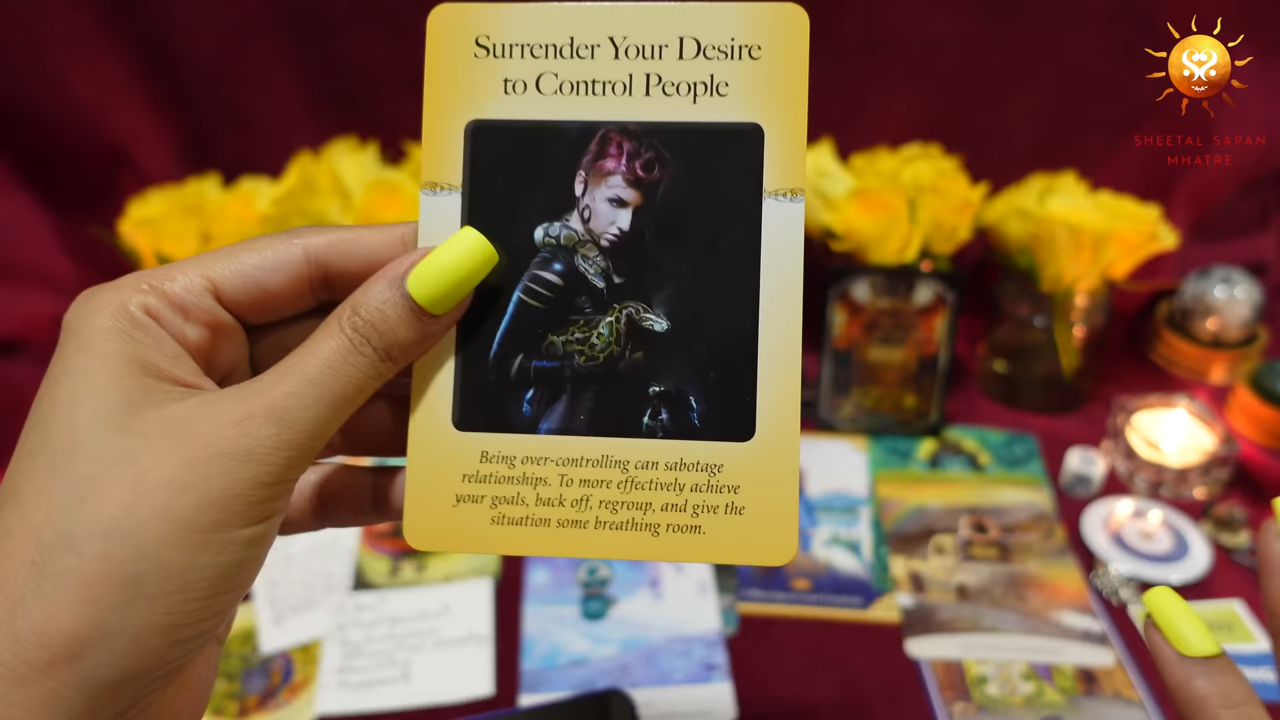 Surrender Your Desire
to Control People
Being over-controlling can sabotage
relationships. To more effectively achieve
your goals, back off, regroup, and give the
situation some breathing room.
SHEETAL SAPAN
MHATRE